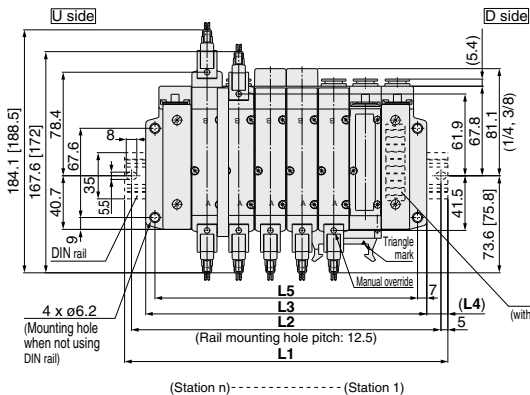 U side
D side
184.1 [188.5]
167.6 [172]
78.4
67.6
40.7
35
8
5.5
9
(5.4)
61.9
67.8
81.1
(1/4, 3/8)
41.5
73.6 [75.8]
B
B
B
B
B
A
A
A
A
A
DIN rail
Triangle
mark
Manual override
4 x ø6.2
(Mounting hole
when not using
DIN rail)
L5
7
L3
(L4)
(with
L2
5
(Rail mounting hole pitch: 12.5)
L1
(Station n)-----------------(Station 1)